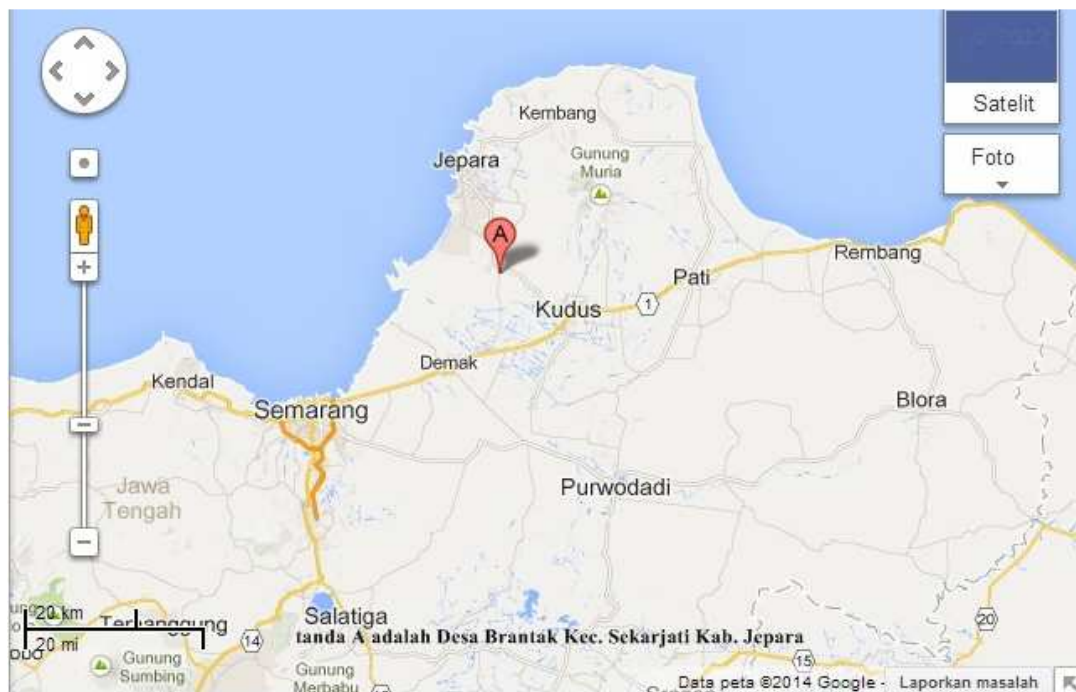 Satelit
Foto
Kembang
Gunung
Muria
Jepara
A
Rembang
Pati
Kudus
1
Demak
Kendal
Semarang
Blora
Purwodadi
Jawa
Tengah
20 km
20 mi
Salatiga
20
tanda A adalah Desa Brantak Kec. Sekarjati Kab. Jepara
14
15
Gunung
Sumbing
Gunung
Merbabu
Data peta ©2014 Google - Laporkan masalah